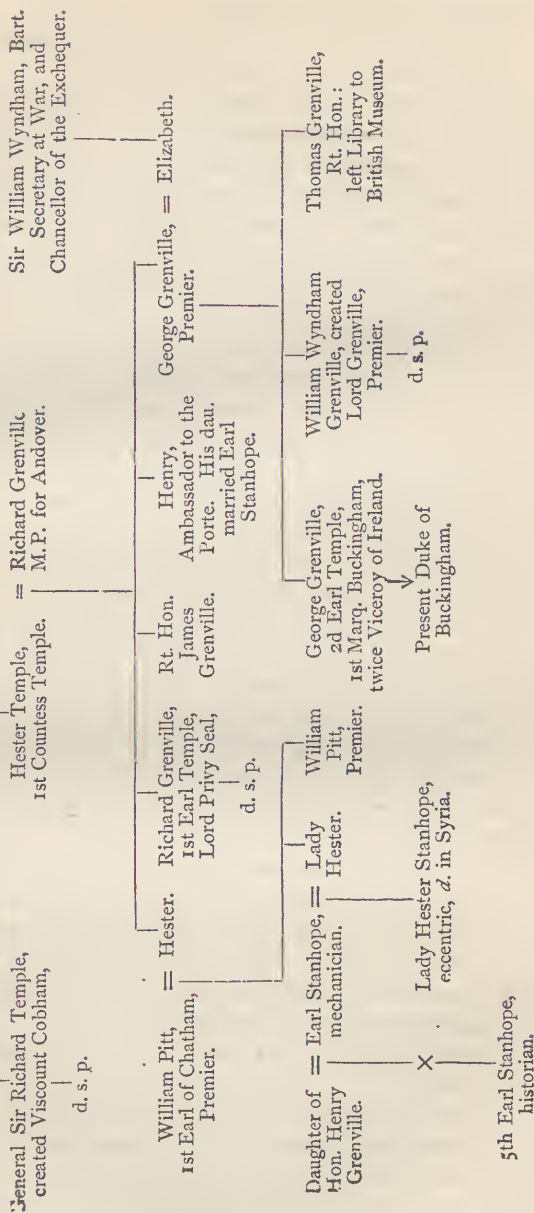 General Sir Richard Temple,
created Viscount Cobham,
d. s. p.
Hester Temple,
1st Countess Temple.
=
Richard Grenville
M.P. for Andover.
Sir William Wyndham, Bart.
Secretary at War, and
Chancellor of the Exchequer.
William Pitt,
1st Earl of Chatham,
Premier.
=
Hester.
Richard Grenville,
1st Earl Temple,
Lord Privy Seal,
d. s. p.
Rt. Hon.
James
Grenville.
Henry,
Ambassador to the
Porte. His dau.
married Earl
Stanhope.
George Grenville,
Premier.
=
Elizabeth.
Daughter of
Hon. Henry
Grenville.
=
Earl Stanhope,
mechanician.
=
Lady
Hester.
William
Pitt,
Premier.
George Grenville,
2d Earl Temple,
1st Marq. Buckingham,
twice Viceroy of Ireland.
William Wyndham
Grenville, created
Lord Grenville,
Premier.
d. s. p.
Thomas Grenville,
Rt. Hon.:
left Library to
British Museum.
×
Lady Hester Stanhope,
eccentric, d. in Syria.
Present Duke of
Buckingham.
5th Earl Stanhope,
historian.